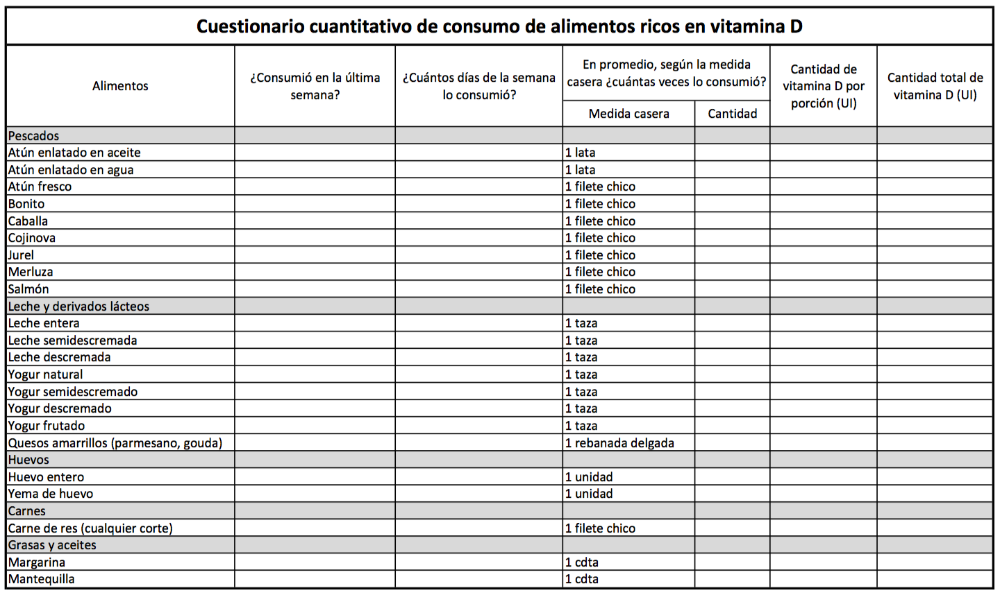 Cuestionario cuantitativo de consumo de alimentos ricos en vitamina D
Alimentos
¿Consumió en la última
semana?
¿Cuántos días de la semana
lo consumió?
En promedio, según la medida
casera ¿cuántas veces lo consumió?
Medida casera
Cantidad
Cantidad de
vitamina D por
porción (UI)
Cantidad total de
vitamina D (UI)
Pescados
Atún enlatado en aceite 1 lata
Atún enlatado en agua 1 lata
Atún fresco 1 filete chico
Bonito 1 filete chico
Caballa 1 filete chico
Cojinova 1 filete chico
Jurel 1 filete chico
Merluza 1 filete chico
Salmón 1 filete chico
Leche y derivados lácteos
Leche entera 1 taza
Leche semidescremada 1 taza
Leche descremada 1 taza
Yogur natural 1 taza
Yogur semidescremado 1 taza
Yogur descremado 1 taza
Yogur frutado 1 taza
Quesos amarrillos (parmesano, gouda) 1 rebanada delgada
Huevos
Huevo entero 1 unidad
Yema de huevo 1 unidad
Carnes
Carne de res (cualquier corte) 1 filete chico
Grasas y aceites
Margarina 1 cdta
Mantequilla 1 cdta